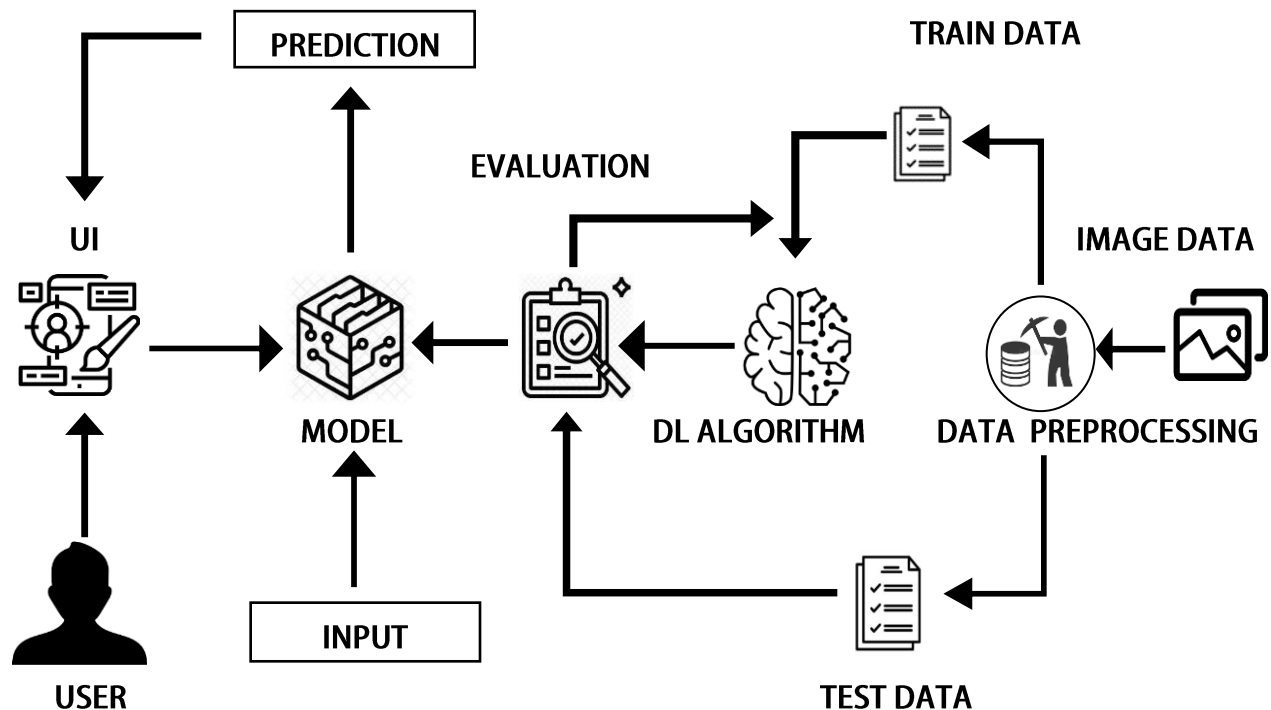 PREDICTION
TRAIN DATA
EVALUATION
UI
IMAGE DATA
MODEL
DL ALGORITHM
DATA PREPROCESSING
INPUT
USER
TEST DATA